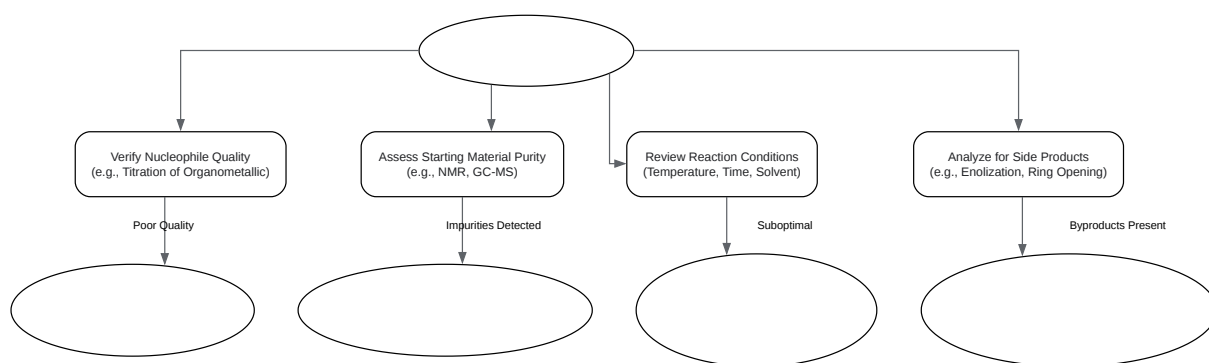 Verify Nucleophile Quality
(e.g., Titration of Organometallic)
Assess Starting Material Purity
(e.g., NMR, GC-MS)
Review Reaction Conditions
(Temperature, Time, Solvent)
Analyze for Side Products
(e.g., Enolization, Ring Opening)
Poor Quality
Impurities Detected
Suboptimal
Byproducts Present